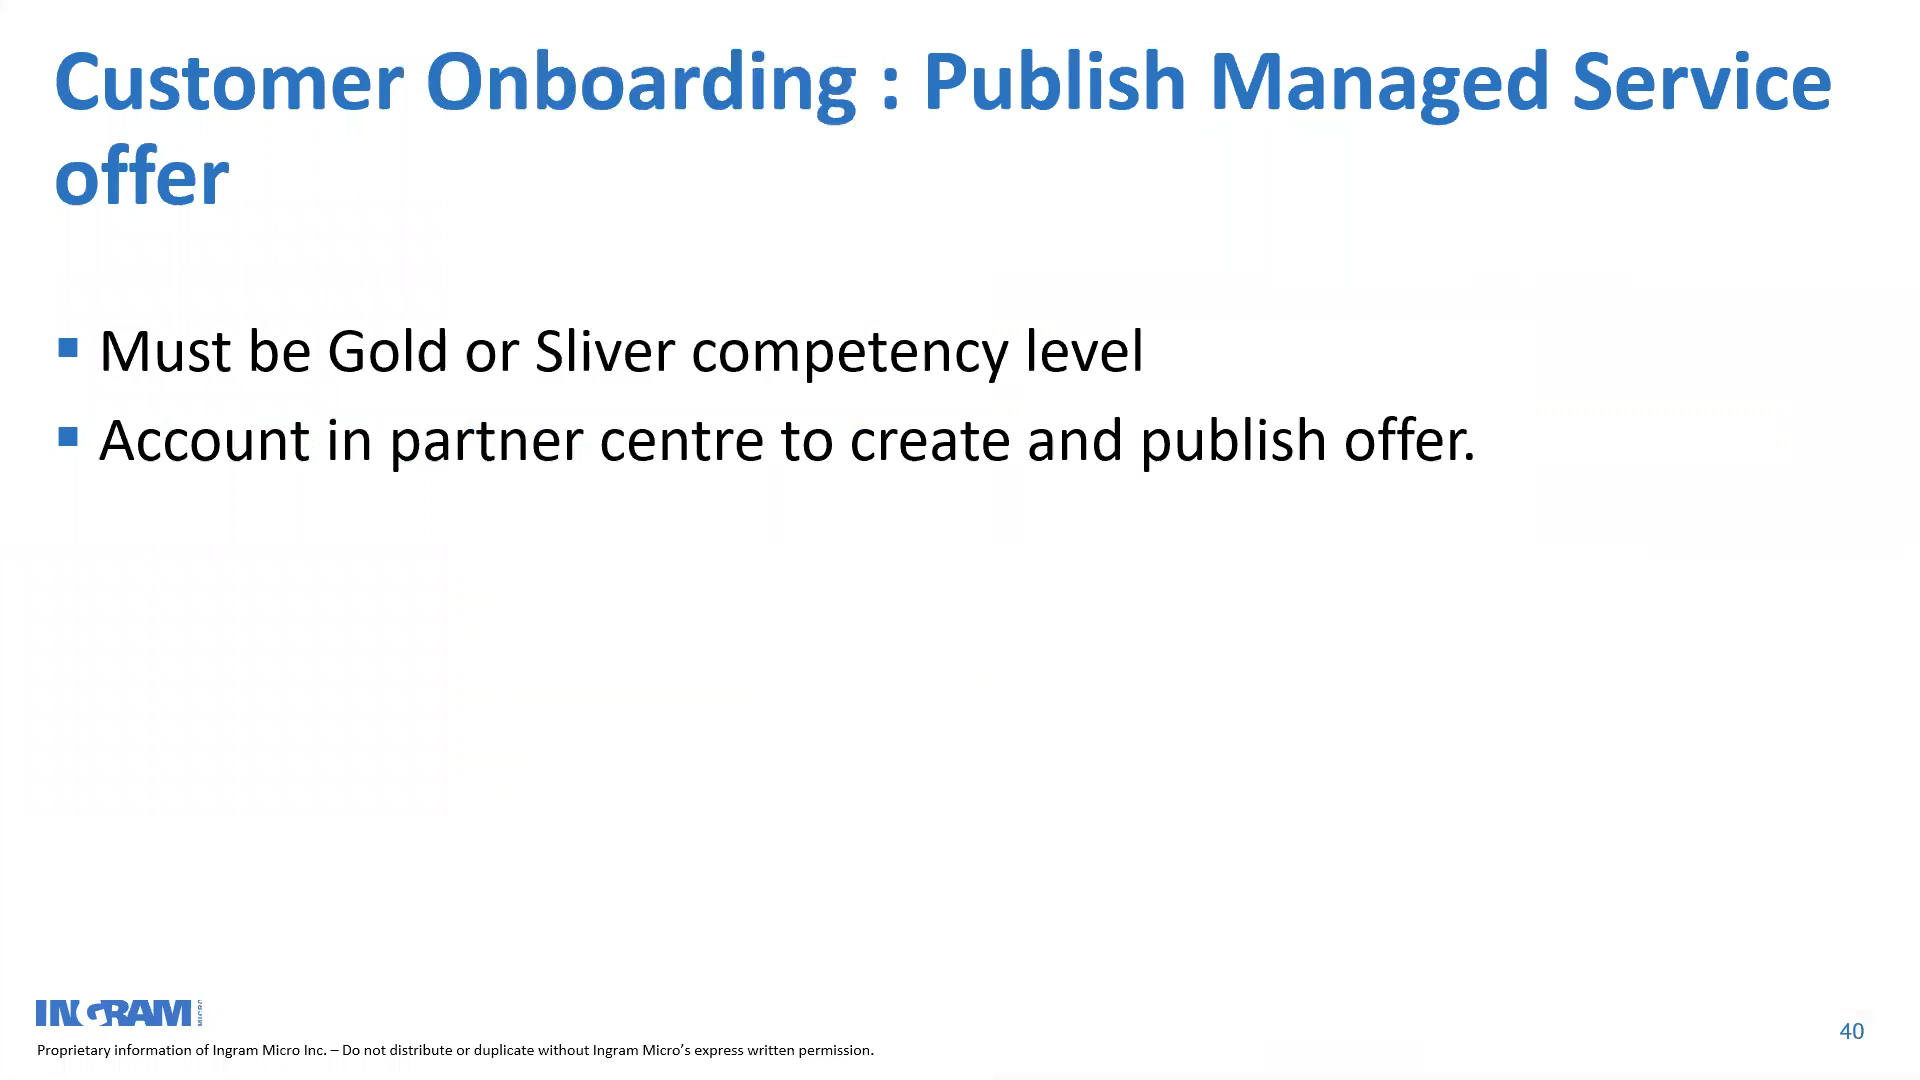 Customer Onboarding : Publish Managed Service
offer
▪ Must be Gold or Sliver competency level
▪ Account in partner centre to create and publish offer.
INGRAM MICRO
Proprietary information of Ingram Micro Inc. – Do not distribute or duplicate without Ingram Micro’s express written permission.
40